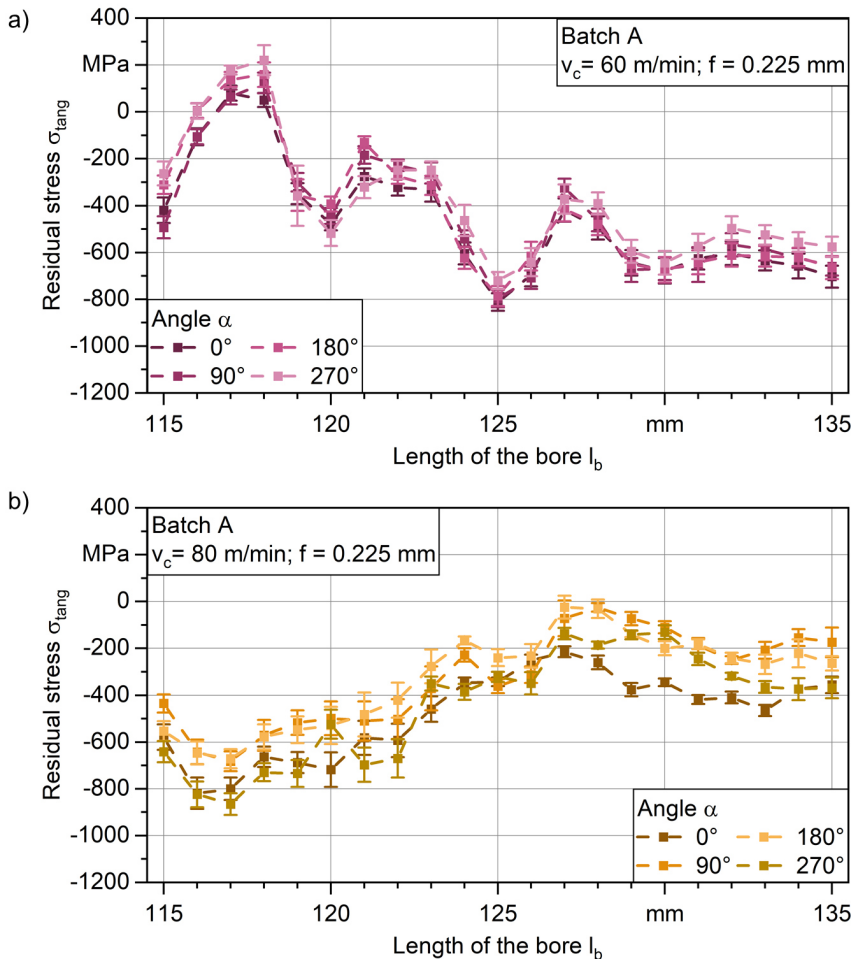 a)
400
MPa
0
-200
-400
-600
-800
-1000
-1200
Residual stress σtang
Batch A
vc= 60 m/min; f = 0.225 mm
Angle α
0° 180°
90° 270°
115 120 125 mm 135
Length of the bore lb
b)
400
MPa
0
-200
-400
-600
-800
-1000
-1200
Residual stress σtang
Batch A
vc= 80 m/min; f = 0.225 mm
Angle α
0° 180°
90° 270°
115 120 125 mm 135
Length of the bore lb